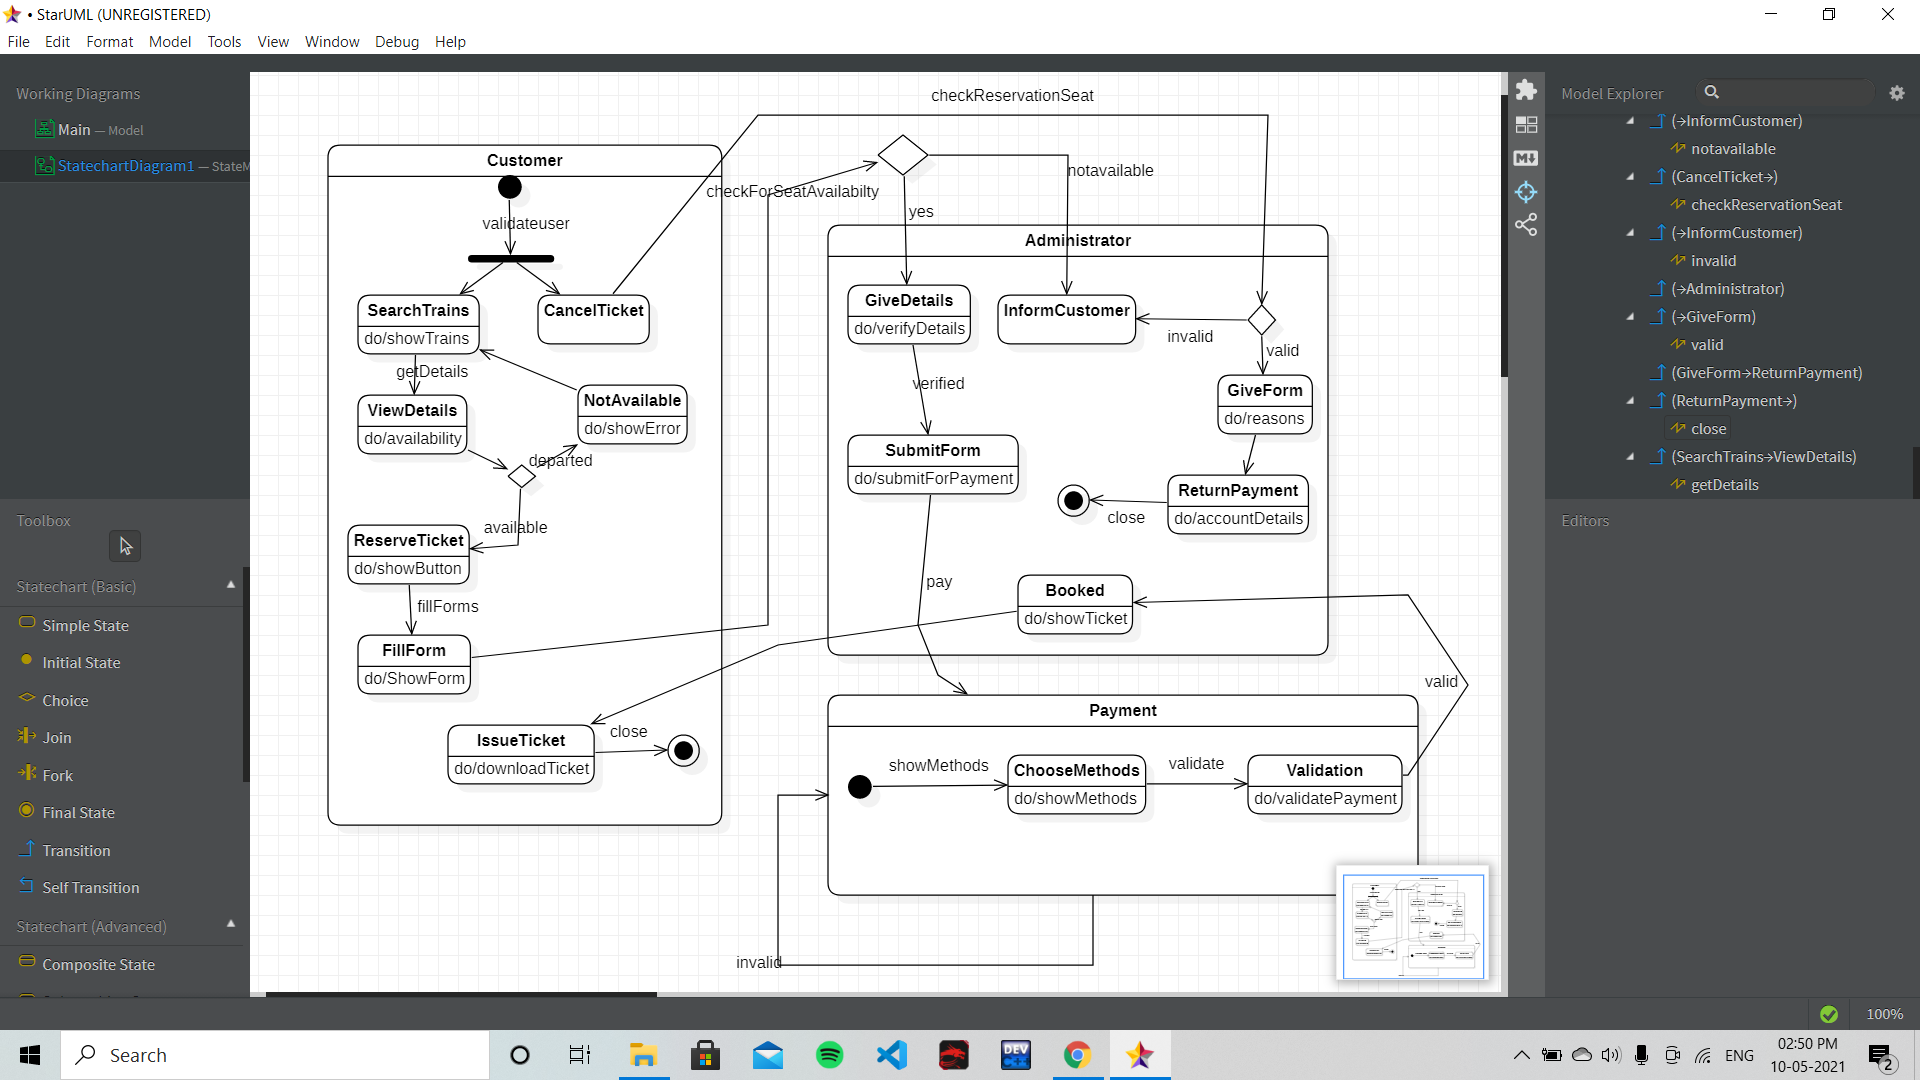 • StarUML (UNREGISTERED)
File Edit Format Model Tools View Window Debug Help
Working Diagrams
Main — Model
StatechartDiagram1 — StateM
Toolbox
Statechart (Basic)
Simple State
Initial State
Choice
Join
Fork
Final State
Transition
Self Transition
Statechart (Advanced)
Composite State
checkReservationSeat
Customer
validateuser
SearchTrains
do/showTrains
CancelTicket
getDetails
ViewDetails
do/availability
NotAvailable
do/showError
departed
available
ReserveTicket
do/showButton
fillForms
FillForm
do/ShowForm
IssueTicket
do/downloadTicket
close
checkForSeatAvailabilty
yes
notavailable
Administrator
GiveDetails
do/verifyDetails
InformCustomer
invalid
valid
verified
GiveForm
do/reasons
SubmitForm
do/submitForPayment
ReturnPayment
do/accountDetails
close
pay
Booked
do/showTicket
valid
Payment
showMethods
ChooseMethods
do/showMethods
validate
Validation
do/validatePayment
invalid
Model Explorer
(→InformCustomer)
notavailable
(CancelTicket→)
checkReservationSeat
(→InformCustomer)
invalid
(→Administrator)
(→GiveForm)
valid
(GiveForm→ReturnPayment)
(ReturnPayment→)
close
(SearchTrains→ViewDetails)
getDetails
Editors
100%
Search
DEV
ENG
02:50 PM
10-05-2021
2